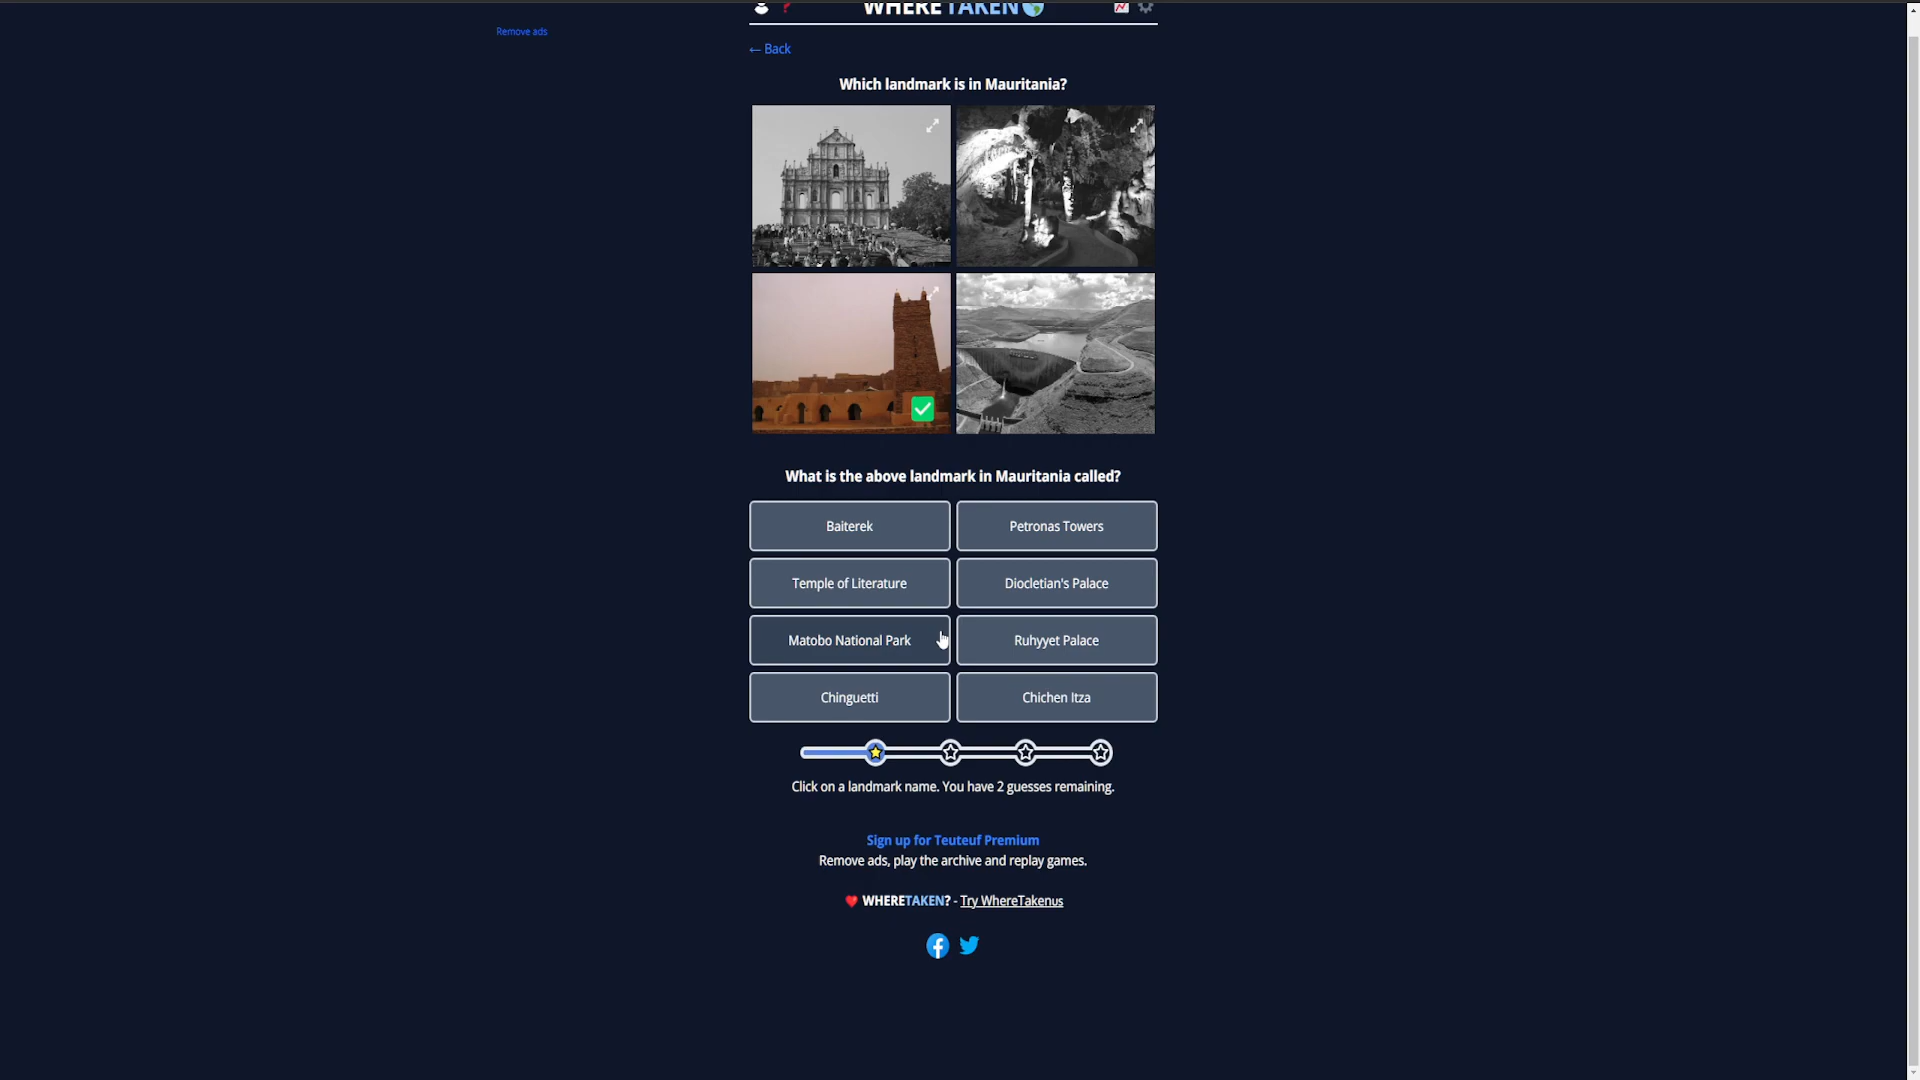 WHERETAKEN
Remove ads
← Back
Which landmark is in Mauritania?
What is the above landmark in Mauritania called?
Baiterek
Petronas Towers
Temple of Literature
Diocletian's Palace
Matobo National Park
Ruhyyet Palace
Chinguetti
Chichen Itza
Click on a landmark name. You have 2 guesses remaining.
Sign up for Teuteuf Premium
Remove ads, play the archive and replay games.
❤️ WHERETAKEN? - Try WhereTakenus